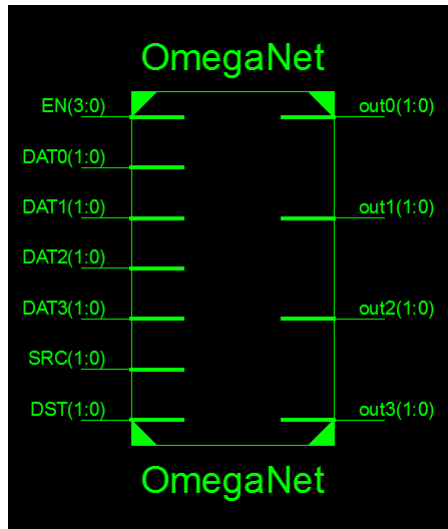 OmegaNet
EN(3:0)
out0(1:0)
DAT0(1:0)
DAT1(1:0)
out1(1:0)
DAT2(1:0)
DAT3(1:0)
out2(1:0)
SRC(1:0)
DST(1:0)
out3(1:0)
OmegaNet